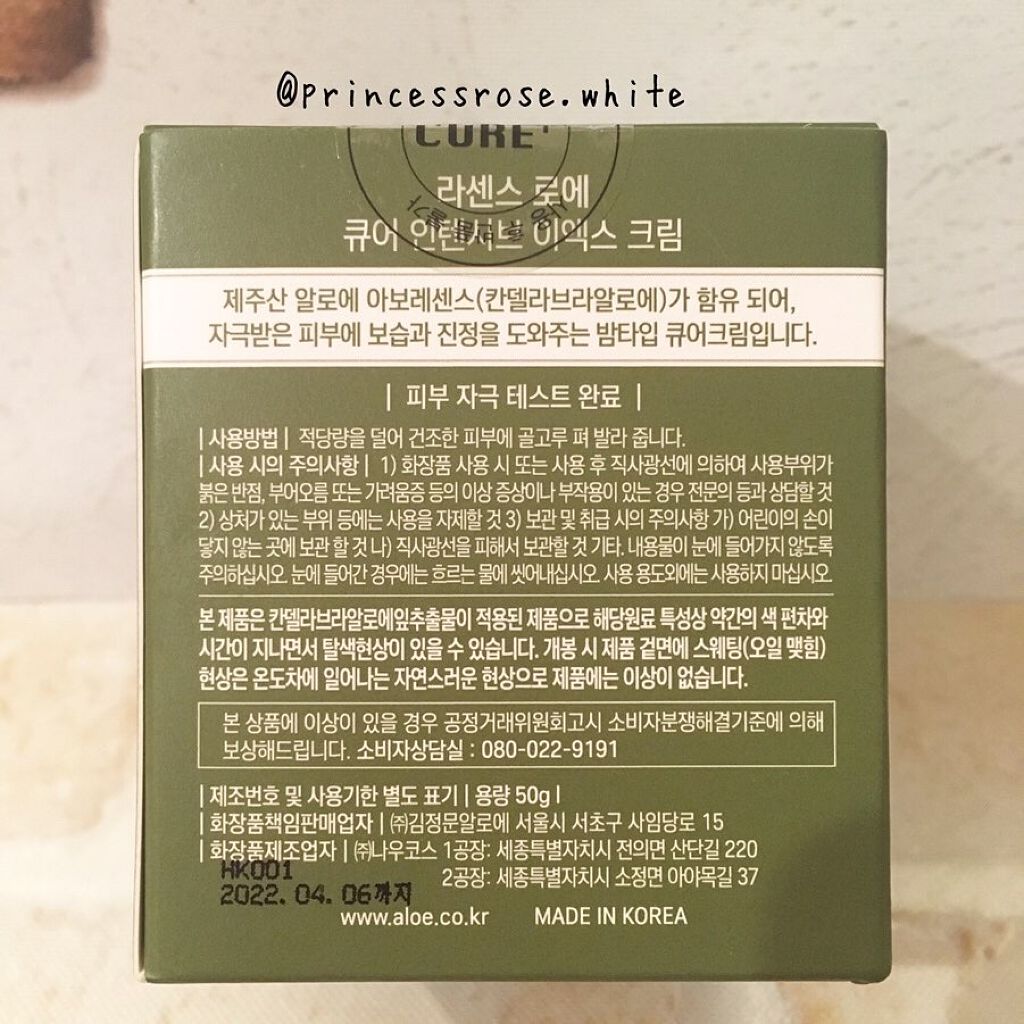 @princessrose.white
CURE+
라센스 로에
큐어 인텐시브 이엑스 크림
제주산 알로에 아보레센스(칸델라브라알로에)가 함유 되어,
자극받은 피부에 보습과 진정을 도와주는 밤타입 큐어크림입니다.
| 피부 자극 테스트 완료 |
| 사용방법 | 적당량을 덜어 건조한 피부에 골고루 펴 발라 줍니다.
| 사용 시의 주의사항 | 1) 화장품 사용 시 또는 사용 후 직사광선에 의하여 사용부위가
붉은 반점, 부어오름 또는 가려움증 등의 이상 증상이나 부작용이 있는 경우 전문의 등과 상담할 것
2) 상처가 있는 부위 등에는 사용을 자제할 것 3) 보관 및 취급 시의 주의사항 가) 어린이의 손이
닿지 않는 곳에 보관 할 것 나) 직사광선을 피해서 보관할 것 기타. 내용물이 눈에 들어가지 않도록
주의하십시오. 눈에 들어간 경우에는 흐르는 물에 씻어내십시오. 사용 용도외에는 사용하지 마십시오.
본 제품은 칸델라브라알로에잎추출물이 적용된 제품으로 해당원료 특성상 약간의 색 편차와
시간이 지나면서 탈색현상이 있을 수 있습니다. 개봉 시 제품 겉면에 스웨팅(오일 맺힘)
현상은 온도차에 일어나는 자연스러운 현상으로 제품에는 이상이 없습니다.
본 상품에 이상이 있을 경우 공정거래위원회고시 소비자분쟁해결기준에 의해
보상해드립니다. 소비자상담실 : 080-022-9191
| 제조번호 및 사용기한 별도 표기 | 용량 50g |
| 화장품책임판매업자 | ㈜김정문알로에 서울시 서초구 사임당로 15
| 화장품제조업자 | ㈜나우코스 1공장: 세종특별자치시 전의면 산단길 220
2공장: 세종특별자치시 소정면 아야목길 37
HK001
2022. 04. 06까지
www.aloe.co.kr MADE IN KOREA